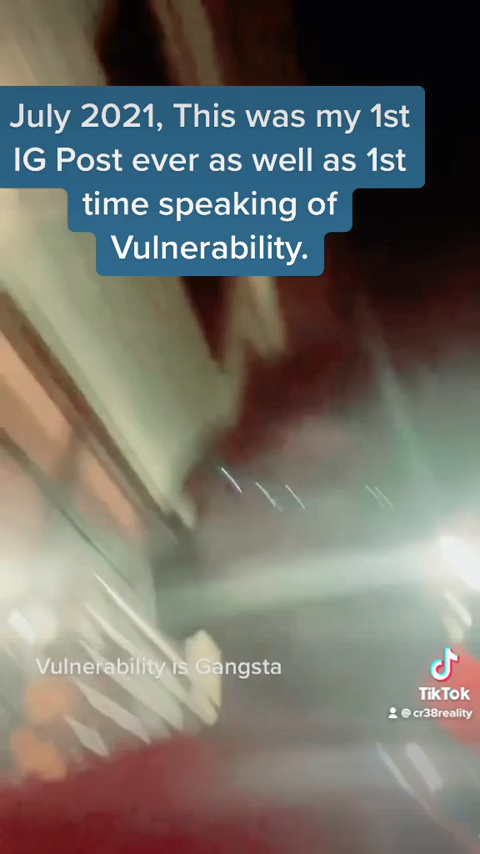 July 2021, This was my 1st
IG Post ever as well as 1st
time speaking of
Vulnerability.
Vulnerability is Gangsta
TikTok
@cr38reality